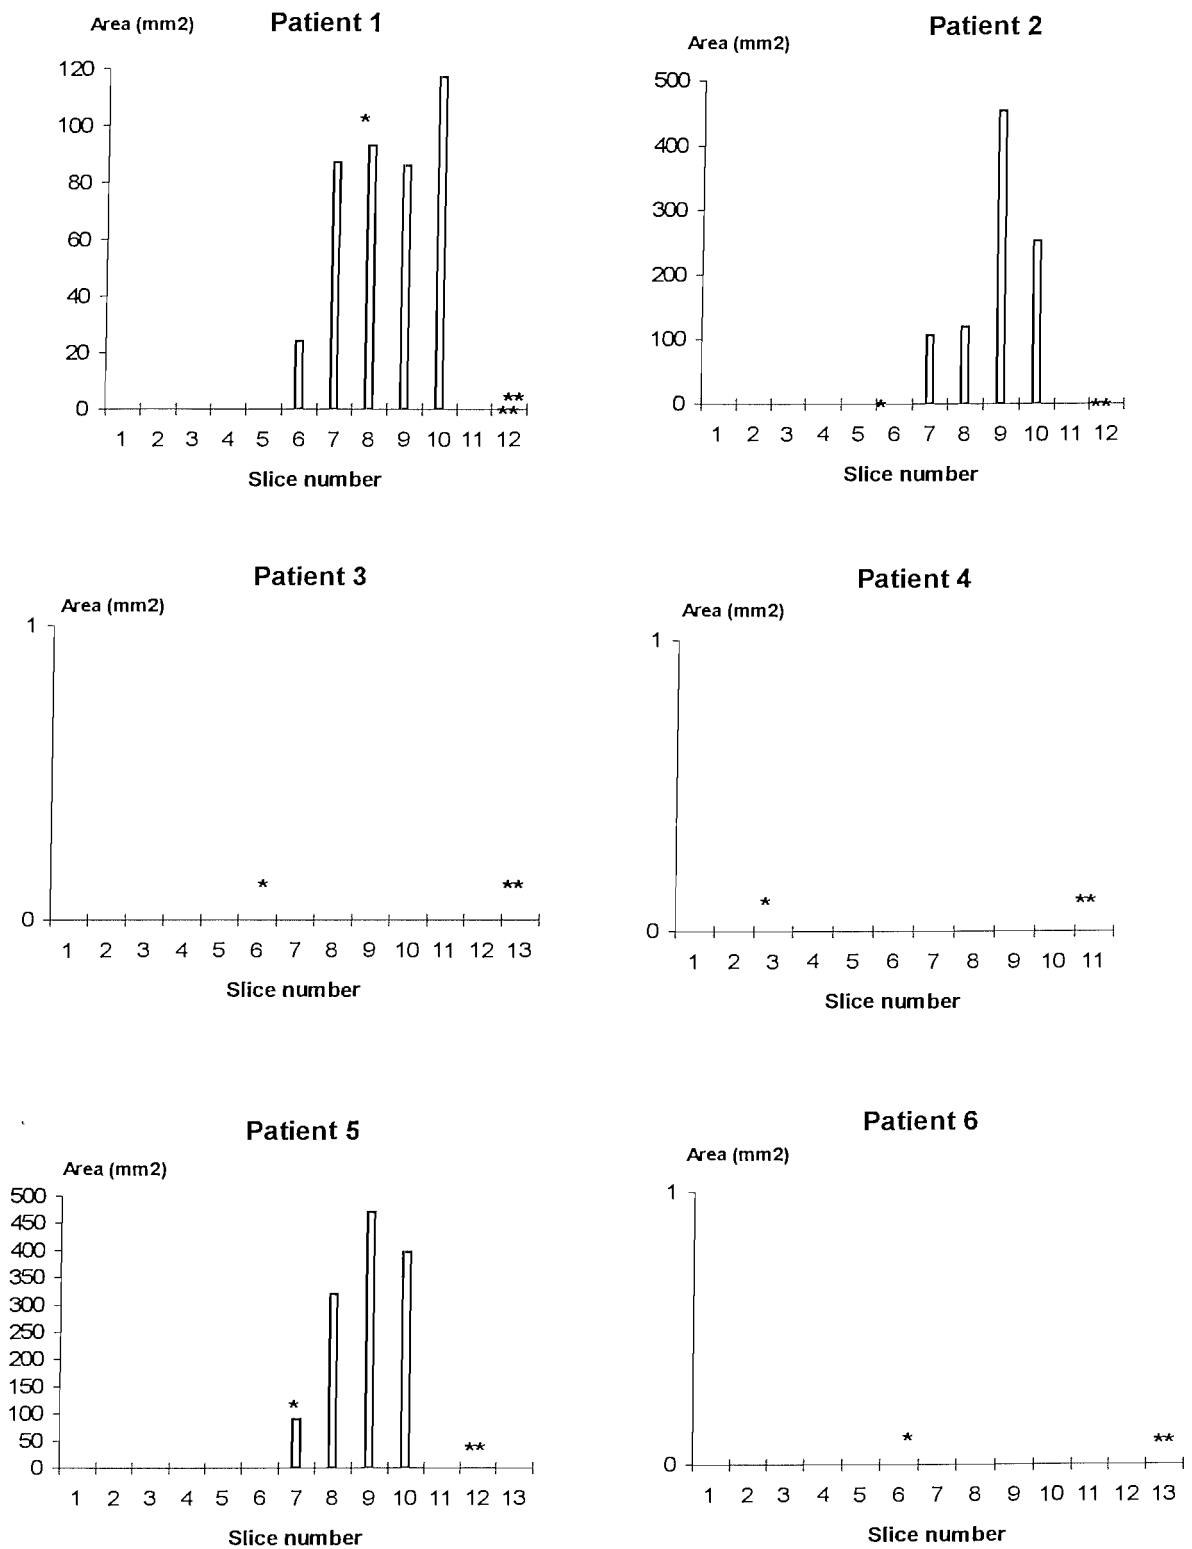 Area (mm2) Patient 1
120
100
80
60
40
20
0
*
**
**
1 2 3 4 5 6 7 8 9 10 11 12
Slice number
Patient 2
Area (mm2)
500
400
300
200
100
0
*
**
1 2 3 4 5 6 7 8 9 10 11 12
Slice number
Patient 3
Area (mm2)
1
0
*
**
1 2 3 4 5 6 7 8 9 10 11 12 13
Slice number
Patient 4
Area (mm2)
1
0
*
**
1 2 3 4 5 6 7 8 9 10 11
Slice number
Patient 5
Area (mm2)
500
450
400
350
300
250
200
150
100
50
0
*
**
1 2 3 4 5 6 7 8 9 10 11 12 13
Slice number
Patient 6
Area (mm2)
1
0
*
**
1 2 3 4 5 6 7 8 9 10 11 12 13
Slice number